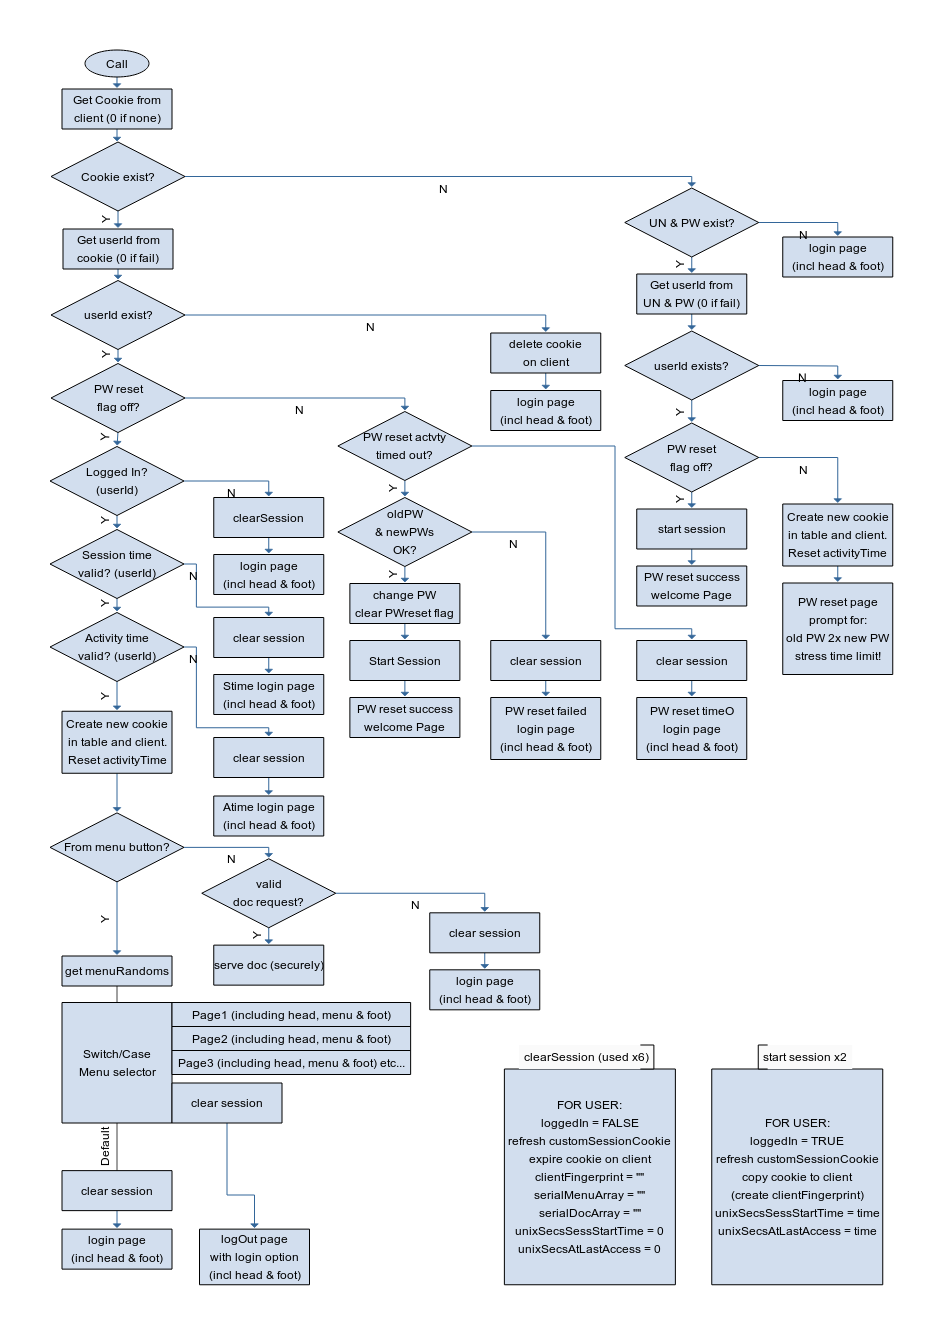 Call
Get Cookie from
client (0 if none)
Cookie exist?
N
Y
UN & PW exist?
N
login page
(incl head & foot)
Get userId from
cookie (0 if fail)
Y
Get userId from
UN & PW (0 if fail)
userId exist?
N
Y
delete cookie
on client
login page
(incl head & foot)
userId exists?
N
login page
(incl head & foot)
Y
PW reset
flag off?
N
Y
PW reset actvty
timed out?
Y
PW reset
flag off?
N
Y
Logged In?
(userId)
N
Y
clearSession
login page
(incl head & foot)
oldPW
& newPWs
OK?
N
Y
start session
PW reset success
welcome Page
Create new cookie
in table and client.
Reset activityTime
PW reset page
prompt for:
old PW 2x new PW
stress time limit!
Session time
valid? (userId)
N
Y
clear session
Stime login page
(incl head & foot)
change PW
clear PWreset flag
Start Session
PW reset success
welcome Page
clear session
PW reset failed
login page
(incl head & foot)
clear session
PW reset timeO
login page
(incl head & foot)
Activity time
valid? (userId)
N
Y
clear session
Atime login page
(incl head & foot)
Create new cookie
in table and client.
Reset activityTime
From menu button?
N
Y
valid
doc request?
N
Y
clear session
login page
(incl head & foot)
serve doc (securely)
get menuRandoms
Switch/Case
Menu selector
Page1 (including head, menu & foot)
Page2 (including head, menu & foot)
Page3 (including head, menu & foot) etc...
clear session
Default
clear session
login page
(incl head & foot)
logOut page
with login option
(incl head & foot)
clearSession (used x6)
FOR USER:
loggedIn = FALSE
refresh customSessionCookie
expire cookie on client
clientFingerprint = ""
serialMenuArray = ""
serialDocArray = ""
unixSecsSessStartTime = 0
unixSecsAtLastAccess = 0
start session x2
FOR USER:
loggedIn = TRUE
refresh customSessionCookie
copy cookie to client
(create clientFingerprint)
unixSecsSessStartTime = time
unixSecsAtLastAccess = time